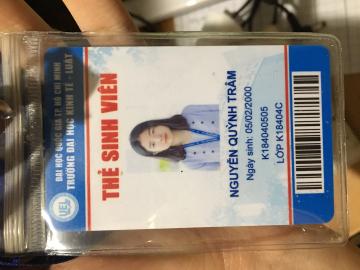 ĐẠI HỌC QUỐC GIA TP. HỒ CHÍ MINH
TRƯỜNG ĐẠI HỌC KINH TẾ - LUẬT
UEL
THẺ SINH VIÊN
NGUYỄN QUỲNH TRÂM
Ngày sinh: 05/02/2000
K184040505
LỚP K18404C